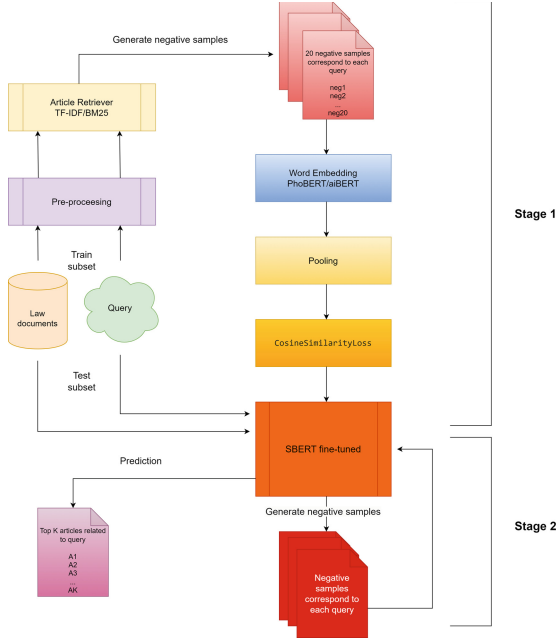 Generate negative samples
20 negative samples
correspond to each
query
neg1
neg2
...
neg20
Article Retriever
TF-IDF/BM25
Word Embedding
PhoBERT/aiBERT
Pre-proceesing
Stage 1
Train
subset
Pooling
Law
documents
Query
CosineSimilarityLoss
Test
subset
SBERT fine-tuned
Prediction
Generate negative samples
Stage 2
Top K articles related
to query
A1
A2
A3
...
AK
Negative
samples
correspond to
each query